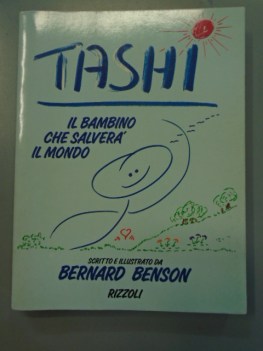 TASHI
IL BAMBINO
CHE SALVERA'
IL MONDO
SCRITTO E ILLUSTRATO DA
BERNARD BENSON
RIZZOLI